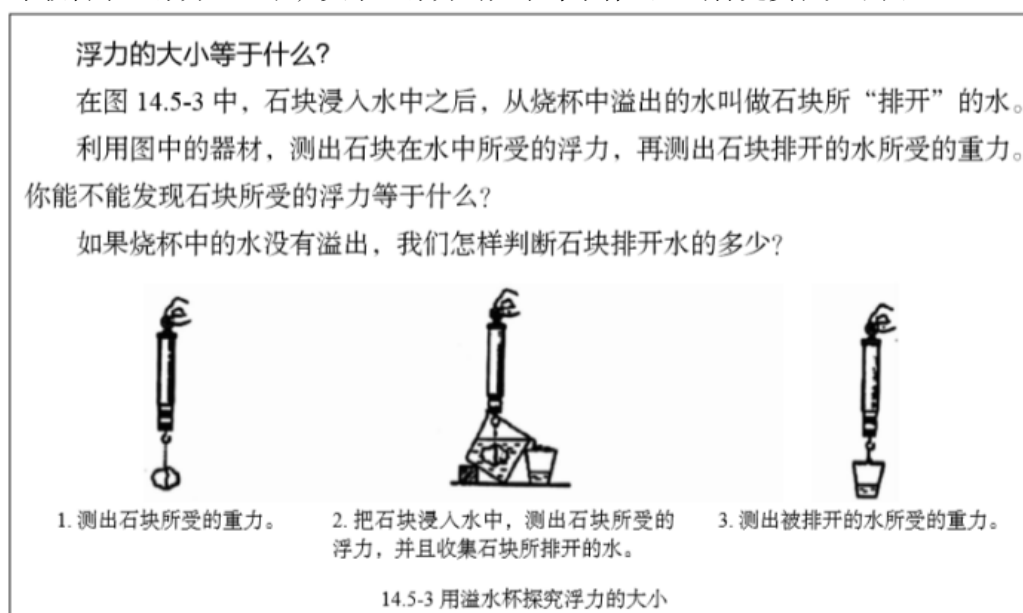 浮力的大小等于什么?
在图 14.5-3 中，石块浸入水中之后，从烧杯中溢出的水叫做石块所“排开”的水。
利用图中的器材，测出石块在水中所受的浮力，再测出石块排开的水所受的重力。
你能不能发现石块所受的浮力等于什么?
如果烧杯中的水没有溢出，我们怎样判断石块排开水的多少?
1. 测出石块所受的重力。
2. 把石块浸入水中，测出石块所受的
浮力，并且收集石块所排开的水。
3. 测出被排开的水所受的重力。
14.5-3 用溢水杯探究浮力的大小